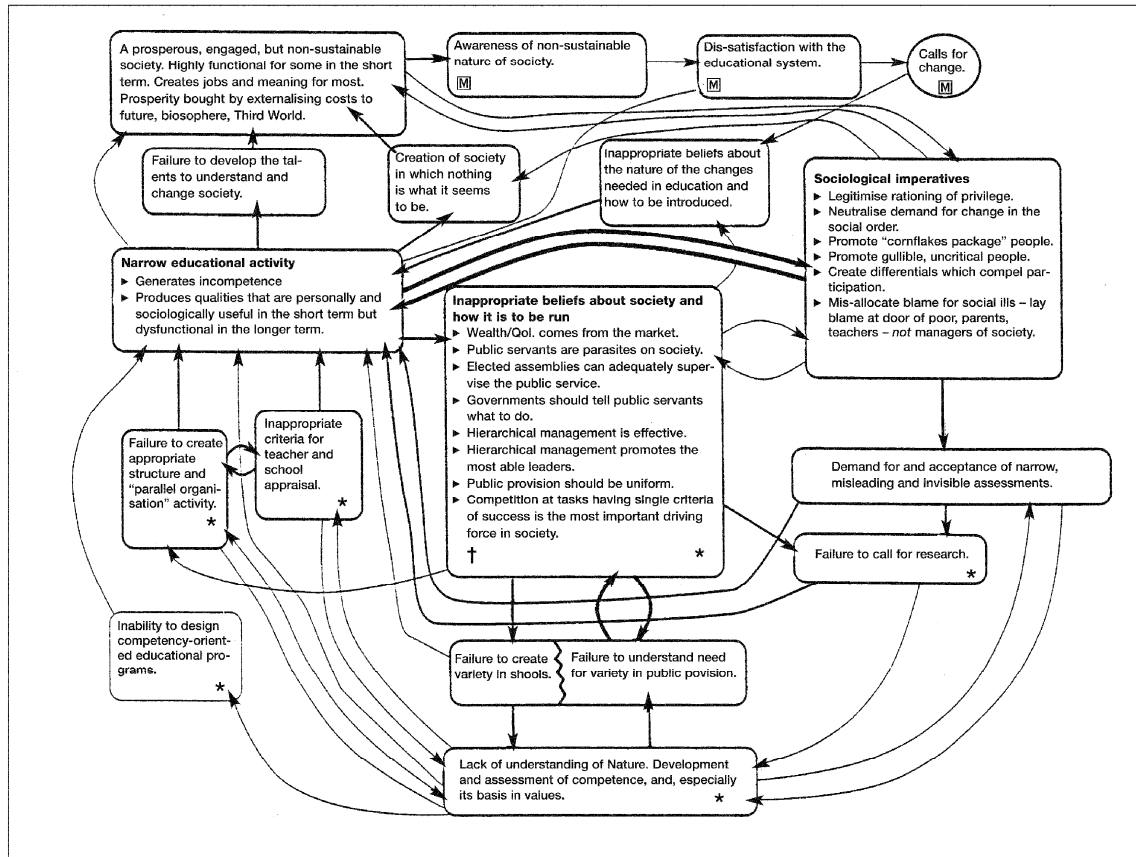 A prosperous, engaged, but non-sustainable
society. Highly functional for some in the short
term. Creates jobs and meaning for most.
Prosperity bought by externalising costs to
future, biosphere, Third World.
Awareness of non-sustainable
nature of society.
M
Dis-satisfaction with the
educational system.
M
Calls for
change.
M
Failure to develop the tal-
ents to understand and
change society.
Creation of society
in which nothing
is what it seems
to be.
Inappropriate beliefs about
the nature of the changes
needed in education and
how to be introduced.
Sociological imperatives
► Legitimise rationing of privilege.
► Neutralise demand for change in the
social order.
► Promote “cornflakes package” people.
► Promote gullible, uncritical people.
► Create differentials which compel par-
ticipation.
► Mis-allocate blame for social ills – lay
blame at door of poor, parents,
teachers – not managers of society.
Narrow educational activity
► Generates incompetence
► Produces qualities that are personally and
sociologically useful in the short term but
dysfunctional in the longer term.
Inappropriate beliefs about society and
how it is to be run
► Wealth/Qol. comes from the market.
► Public servants are parasites on society.
► Elected assemblies can adequately super-
vise the public service.
► Governments should tell public servants
what to do.
► Hierarchical management is effective.
► Hierarchical management promotes the
most able leaders.
► Public provision should be uniform.
► Competition at tasks having single criteria
of success is the most important driving
force in society.
† *
Failure to create
appropriate
structure and
“parallel organi-
sation” activity.
*
Inappropriate
criteria for
teacher and
school
appraisal.
*
Demand for and acceptance of narrow,
misleading and invisible assessments.
Failure to call for research.
*
Inability to design
competency-orient-
ed educational pro-
grams.
*
Failure to create
variety in shools.
Failure to understand need
for variety in public povision.
Lack of understanding of Nature. Development
and assessment of competence, and, especially
its basis in values.
*